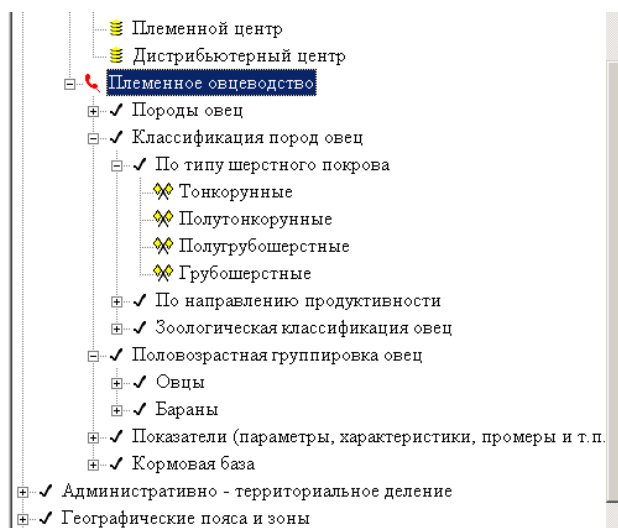 Племенной центр
Дистрибьютерный центр
Племенное овцеводство
Породы овец
Классификация пород овец
По типу шерстного покрова
Тонкорунные
Полутонкорунные
Полугрубошерстные
Грубошерстные
По направлению продуктивности
Зоологическая классификация овец
Половозрастная группировка овец
Овцы
Бараны
Показатели (параметры, характеристики, промеры и т.п.
Кормовая база
Административно - территориальное деление
Географические пояса и зоны